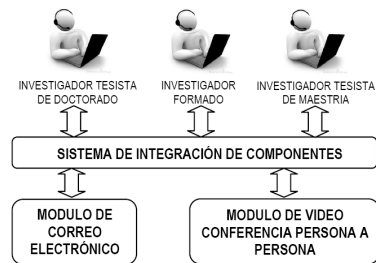 INVESTIGADOR TESISTA
DE DOCTORADO
INVESTIGADOR
FORMADO
INVESTIGADOR TESISTA
DE MAESTRIA
SISTEMA DE INTEGRACIÓN DE COMPONENTES
MODULO DE
CORREO
ELECTRÓNICO
MODULO DE VIDEO
CONFERENCIA PERSONA A
PERSONA